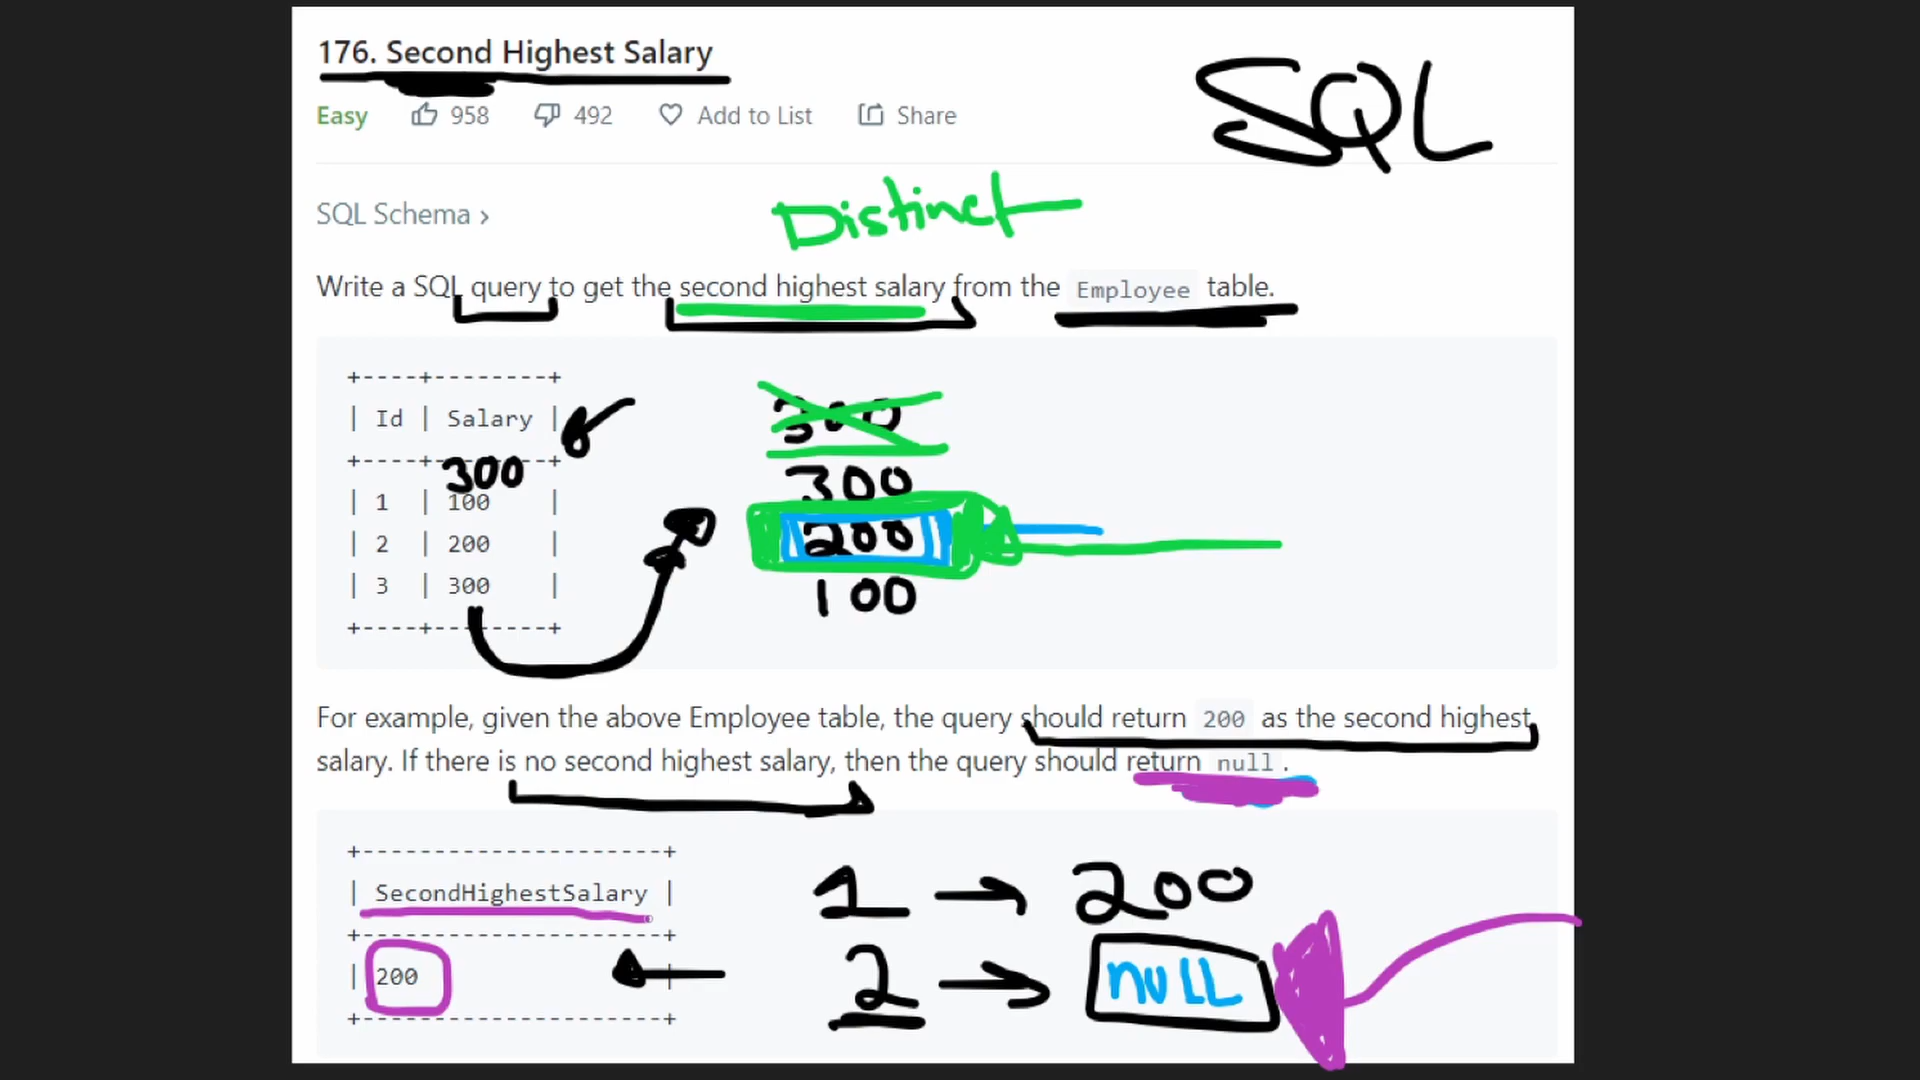 176. Second Highest Salary
SQL
Easy 958 492 Add to List Share
SQL Schema ›
Distinct
Write a SQL query to get the second highest salary from the Employee table.
+----+--------+
| Id | Salary |
+----+--------+
300
| 1 | 100 |
| 2 | 200 |
| 3 | 300 |
+----+--------+
300
300
200
100
For example, given the above Employee table, the query should return 200 as the second highest
salary. If there is no second highest salary, then the query should return null.
+---------------------+
| SecondHighestSalary |
+---------------------+
| 200 |
+---------------------+
1 → 200
2 → null